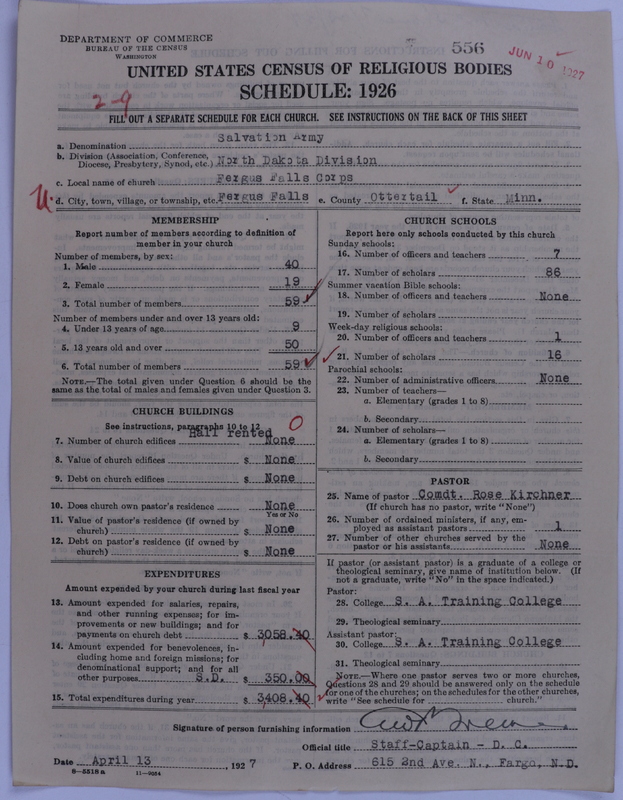 DEPARTMENT OF COMMERCE
BUREAU OF THE CENSUS
WASHINGTON
556
JUN 10 1927
UNITED STATES CENSUS OF RELIGIOUS BODIES
SCHEDULE: 1926
2-9
FILL OUT A SEPARATE SCHEDULE FOR EACH CHURCH. SEE INSTRUCTIONS ON THE BACK OF THIS SHEET
a. Denomination Salvation Army
b. Division (Association, Conference, Diocese, Presbytery, Synod, etc.) North Dakota Division
c. Local name of church Fergus Falls Corps
U d. City, town, village, or township, etc. Fergus Falls e. County Ottertail f. State Minn.
MEMBERSHIP
Report number of members according to definition of
member in your church
Number of members, by sex:
1. Male 40
2. Female 19
3. Total number of members 59
Number of members under and over 13 years old:
4. Under 13 years of age 9
5. 13 years old and over 50
6. Total number of members 59
NOTE.—The total given under Question 6 should be the
same as the total of males and females given under Question 3.
CHURCH BUILDINGS
See instructions, paragraphs 10 to 12
0
Hall rented
7. Number of church edifices None
8. Value of church edifices $ None
9. Debt on church edifices $ None
10. Does church own pastor's residence None
Yes or No
11. Value of pastor's residence (if owned by
church) $ None
12. Debt on pastor's residence (if owned by
church) $ None
EXPENDITURES
Amount expended by your church during last fiscal year
13. Amount expended for salaries, repairs,
and other running expenses; for im-
provements or new buildings; and for
payments on church debt $ 3058.40
14. Amount expended for benevolences, in-
cluding home and foreign missions; for
denominational support; and for all
other purposes S.D. $ 350.00
15. Total expenditures during year $ 3408.40
CHURCH SCHOOLS
Report here only schools conducted by this church
Sunday schools:
16. Number of officers and teachers 7
17. Number of scholars 86
Summer vacation Bible schools:
18. Number of officers and teachers None
19. Number of scholars
Week-day religious schools:
20. Number of officers and teachers 1
21. Number of scholars 16
Parochial schools:
22. Number of administrative officers None
23. Number of teachers—
a. Elementary (grades 1 to 8)
b. Secondary
24. Number of scholars—
a. Elementary (grades 1 to 8)
b. Secondary
PASTOR
25. Name of pastor Comdt. Rose Kirchner
(If church has no pastor, write "None")
26. Number of ordained ministers, if any, em-
ployed as assistant pastors 1
27. Number of other churches served by the
pastor or his assistants None
If pastor (or assistant pastor) is a graduate of a college or
theological seminary, give name of institution below. (If
not a graduate, write "No" in the space indicated.)
Pastor:
28. College S. A. Training College
29. Theological seminary
Assistant pastor:
30. College S. A. Training College
31. Theological seminary
NOTE.—Where one pastor serves two or more churches,
Questions 28 and 29 should be answered only on the schedule
for one of the churches; on the schedules for the other churches,
write "See schedule for church."
Signature of person furnishing information
Official title Staff-Captain - D. C.
Date April 13 1927 P. O. Address 615 2nd Ave. N., Fargo, N.D.
8-5518a 11-9054